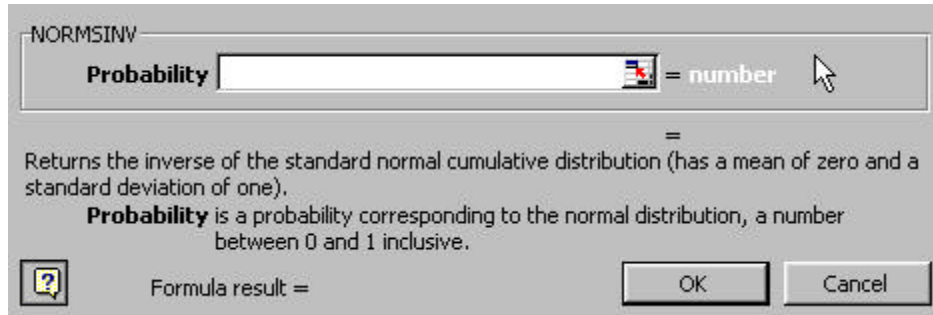 NORMSINV
Probability = number
=
Returns the inverse of the standard normal cumulative distribution (has a mean of zero and a
standard deviation of one).
Probability is a probability corresponding to the normal distribution, a number
between 0 and 1 inclusive.
? Formula result = OK Cancel